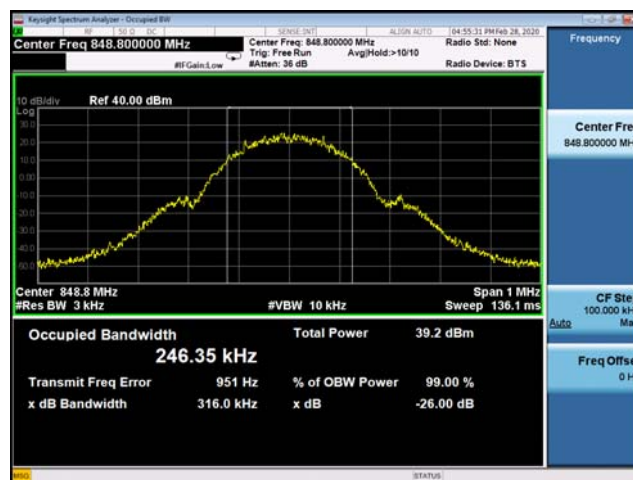 Keysight Spectrum Analyzer - Occupied BW
RF 50 Ω DC SENSE:INT ALIGN AUTO 04:55:31 PM Feb 28, 2020
Center Freq 848.800000 MHz
Center Freq: 848.800000 MHz
Radio Std: None
Trig: Free Run Avg|Hold:>10/10
#IFGain:Low
#Atten: 36 dB
Radio Device: BTS
Frequency
10 dB/div Ref 40.00 dBm
Log
30.0
20.0
10.0
0.00
-10.0
-20.0
-30.0
-40.0
-50.0
Center Fre
848.800000 MH
Center 848.8 MHz
Span 1 MHz
#Res BW 3 kHz
#VBW 10 kHz
Sweep 136.1 ms
CF Ste
100.000 kH
Auto Ma
Occupied Bandwidth
246.35 kHz
Total Power 39.2 dBm
Transmit Freq Error 951 Hz
% of OBW Power 99.00 %
x dB Bandwidth 316.0 kHz
x dB -26.00 dB
Freq Offs
0 H
MSG
STATUS